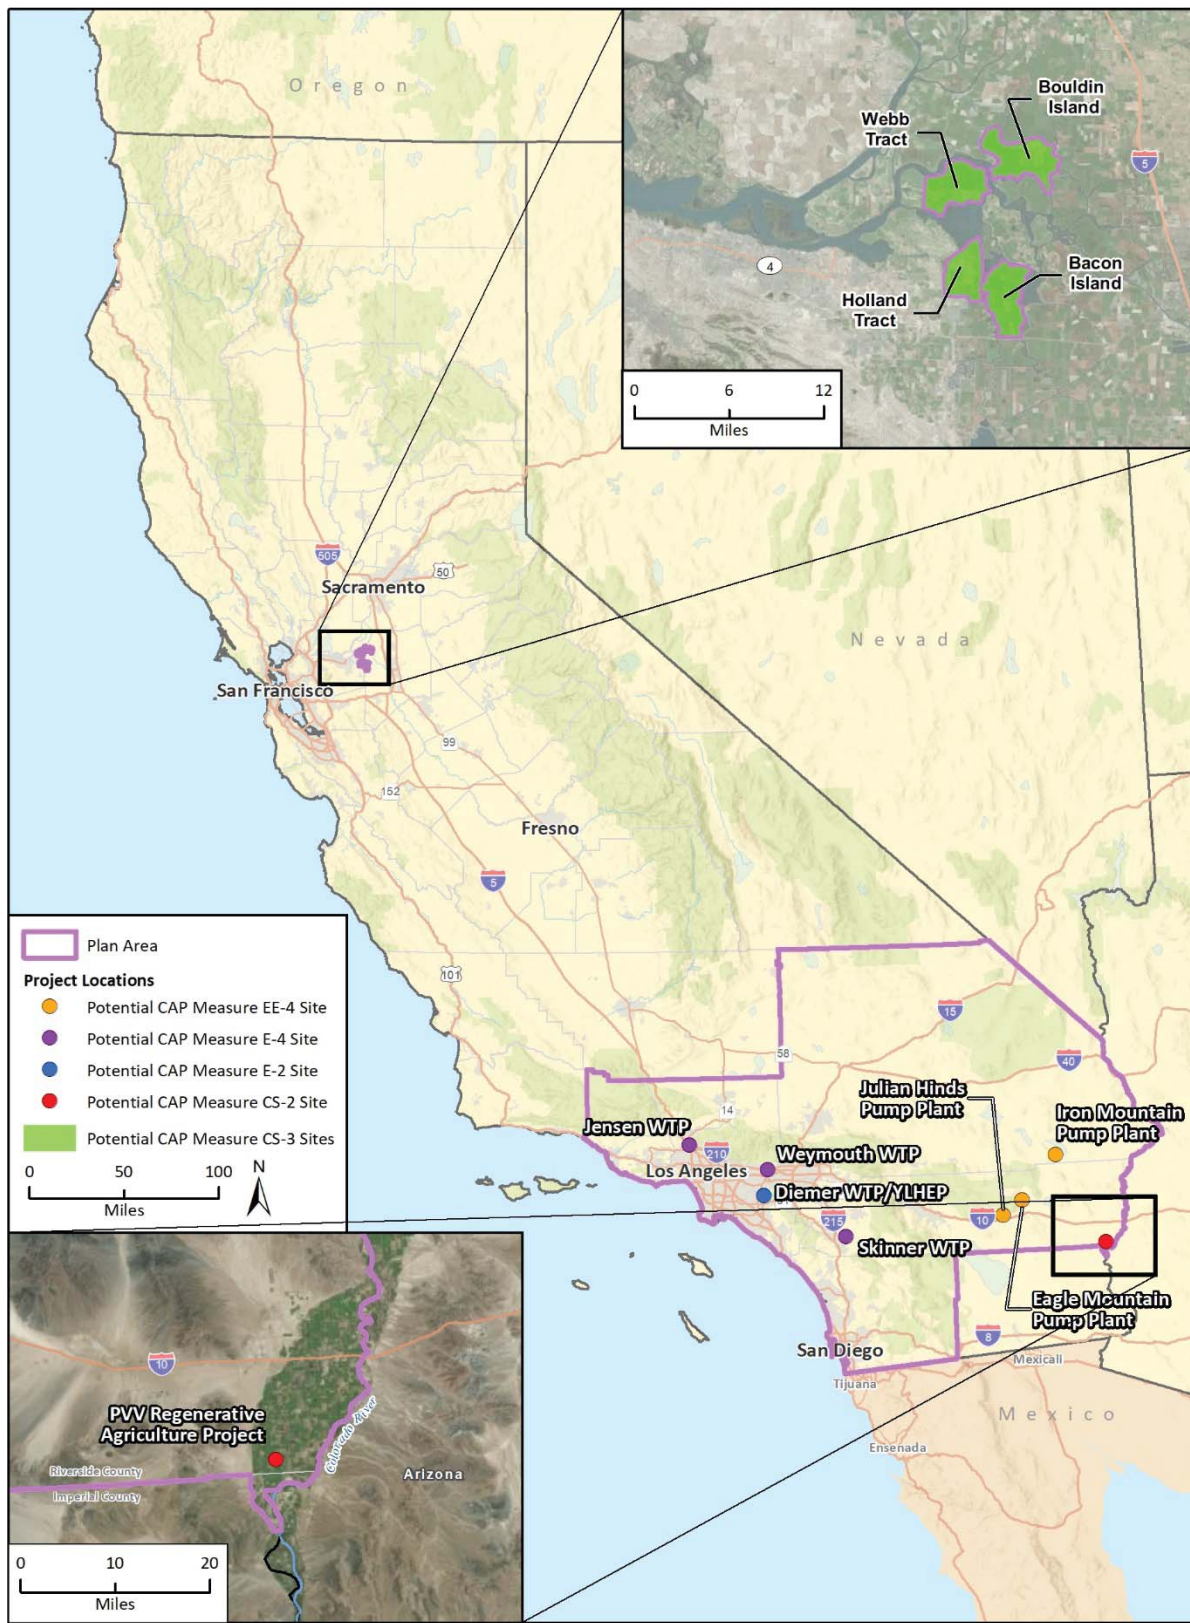 Oregon
Bouldin
Island
Webb
Tract
5
4
Holland
Tract
Bacon
Island
0 6 12
Miles
505
Sacramento
50
San Francisco
Nevada
99
152
Fresno
5
101
Plan Area
Project Locations
Potential CAP Measure EE-4 Site
Potential CAP Measure E-4 Site
Potential CAP Measure E-2 Site
Potential CAP Measure CS-2 Site
Potential CAP Measure CS-3 Sites
0 50 100
Miles
N
15
58
40
14
Julian Hinds
Pump Plant
Iron Mountain
Pump Plant
Jensen WTP
210
Los Angeles
Weymouth WTP
Diemer WTP/YLHEP
215
10
Skinner WTP
Eagle Mountain
Pump Plant
8
San Diego
Mexicali
Tijuana
Mexico
Ensenada
10
PVV Regenerative
Agriculture Project
Colorado River
Riverside County
Imperial County
Arizona
0 10 20
Miles